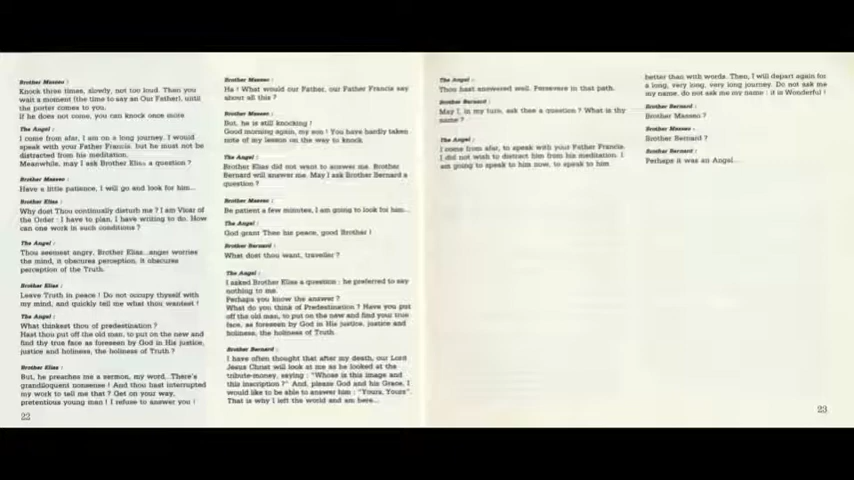 Brother Masseo :
Knock three times, slowly, not too loud. Then you
wait a moment (the time to say an Our Father), until
the porter comes to you.
If he does not come, you can knock once more
The Angel :
I come from afar, I am on a long journey. I would
speak with your Father Francis, but he must not be
distracted from his meditation.
Meanwhile, may I ask Brother Elias a question ?
Brother Masseo :
Have a little patience, I will go and look for him...
Brother Elias :
Why dost Thou continually disturb me ? I am Vicar of
the Order : I have to plan, I have writing to do. How
can one work in such conditions ?
The Angel :
Thou seemest angry, Brother Elias...anger worries
the mind, it obscures perception, it obscures
perception of the Truth.
Brother Elias :
Leave Truth in peace ! Do not occupy thyself with
my mind, and quickly tell me what thou wantest !
The Angel :
What thinkest thou of predestination ?
Hast thou put off the old man, to put on the new and
find thy true face as foreseen by God in His justice,
justice and holiness, the holiness of Truth ?
Brother Elias :
But, he preaches me a sermon, my word...There's
grandiloquent nonsense ! And thou hast interrupted
my work to tell me that ? Get on your way,
pretentious young man ! I refuse to answer you !
22
Brother Masseo :
Ha ! What would our Father, our Father Francis say
about all this ?
Brother Masseo :
But, he is still knocking !
Good morning again, my son ! You have hardly taken
note of my lesson on the way to knock
The Angel :
Brother Elias did not want to answer me. Brother
Bernard will answer me. May I ask Brother Bernard a
question ?
Brother Masseo :
Be patient a few minutes, I am going to look for him...
The Angel :
God grant Thee his peace, good Brother !
Brother Bernard :
What dost thou want, traveller ?
The Angel :
I asked Brother Elias a question : he preferred to say
nothing to me.
Perhaps you know the answer ?
What do you think of Predestination ? Have you put
off the old man, to put on the new and find your true
face, as foreseen by God in His justice, justice and
holiness, the holiness of Truth.
Brother Bernard :
I have often thought that after my death, our Lord
Jesus Christ will look at me as he looked at the
tribute-money, saying : "Whose is this image and
this inscription ?" And, please God and his Grace, I
would like to be able to answer him : "Yours, Yours".
That is why I left the world and am here...
The Angel :
Thou hast answered well. Persevere in that path.
Brother Bernard :
May I, in my turn, ask thee a question ? What is thy
name ?
The Angel :
I come from afar, to speak with your Father Francis.
I did not wish to distract him from his meditation. I
am going to speak to him now, to speak to him
better than with words. Then, I will depart again for
a long, very long, very long journey. Do not ask me
my name, do not ask me my name : it is Wonderful !
Brother Bernard :
Brother Masseo ?
Brother Masseo :
Brother Bernard ?
Brother Bernard :
Perhaps it was an Angel...
23